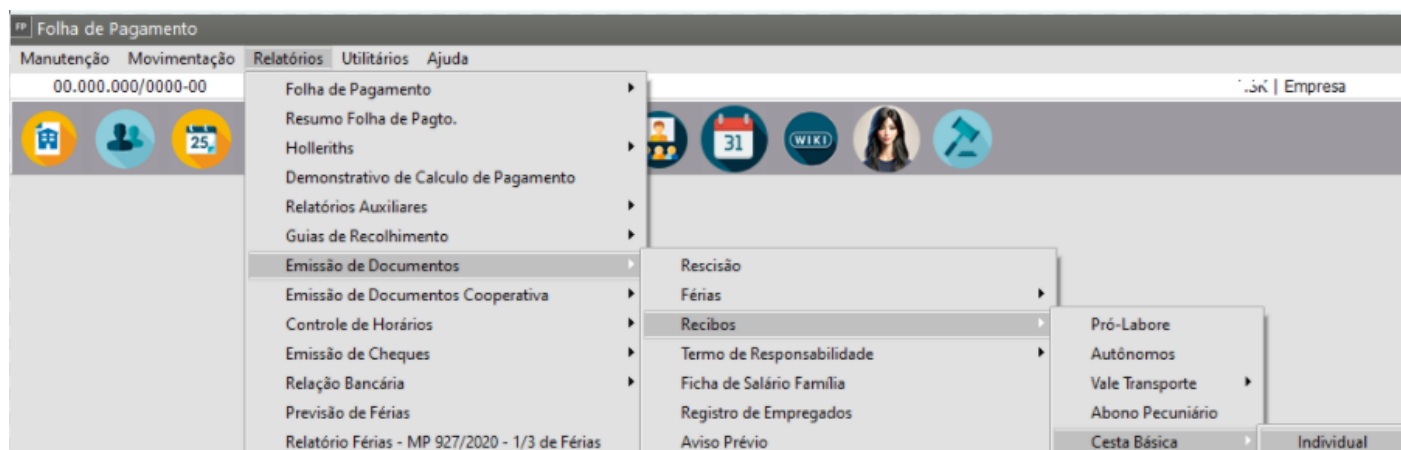 FP Folha de Pagamento
Manutenção Movimentação Relatórios Utilitários Ajuda
00.000.000/0000-00
| Empresa
25
31
WIKI
Folha de Pagamento
Resumo Folha de Pagto.
Holleriths
Demonstrativo de Calculo de Pagamento
Relatórios Auxiliares
Guias de Recolhimento
Emissão de Documentos
Emissão de Documentos Cooperativa
Controle de Horários
Emissão de Cheques
Relação Bancária
Previsão de Férias
Relatório Férias - MP 927/2020 - 1/3 de Férias
Rescisão
Férias
Recibos
Termo de Responsabilidade
Ficha de Salário Família
Registro de Empregados
Aviso Prévio
Pró-Labore
Autônomos
Vale Transporte
Abono Pecuniário
Cesta Básica
Individual